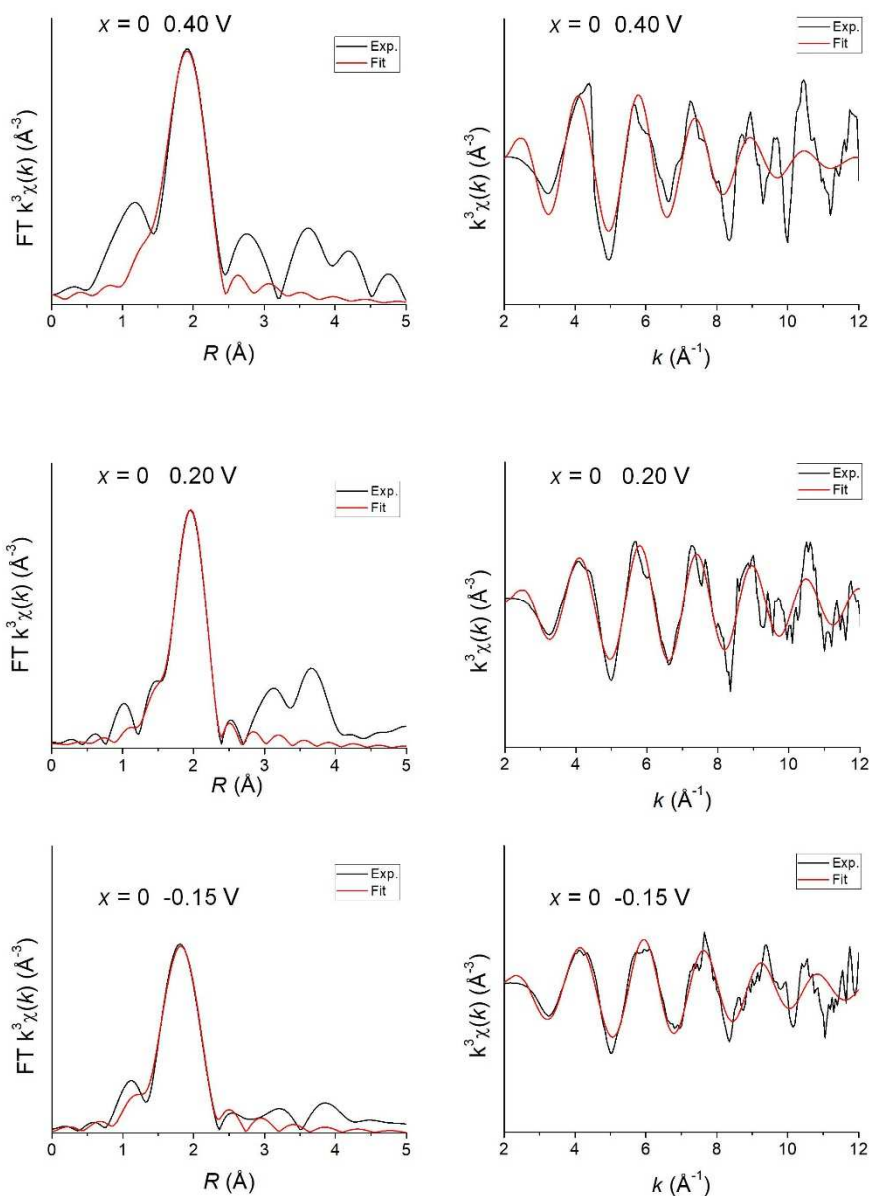 x = 0 0.40 V
Exp.
Fit
FT k³χ(k) (Å⁻³)
0 1 2 3 4 5
R (Å)
x = 0 0.40 V
Exp.
Fit
k³χ(k) (Å⁻³)
2 4 6 8 10 12
k (Å⁻¹)
x = 0 0.20 V
Exp.
Fit
FT k³χ(k) (Å⁻³)
0 1 2 3 4 5
R (Å)
x = 0 0.20 V
Exp.
Fit
k³χ(k) (Å⁻³)
2 4 6 8 10 12
k (Å⁻¹)
x = 0 -0.15 V
Exp.
Fit
FT k³χ(k) (Å⁻³)
0 1 2 3 4 5
R (Å)
x = 0 -0.15 V
Exp.
Fit
k³χ(k) (Å⁻³)
2 4 6 8 10 12
k (Å⁻¹)